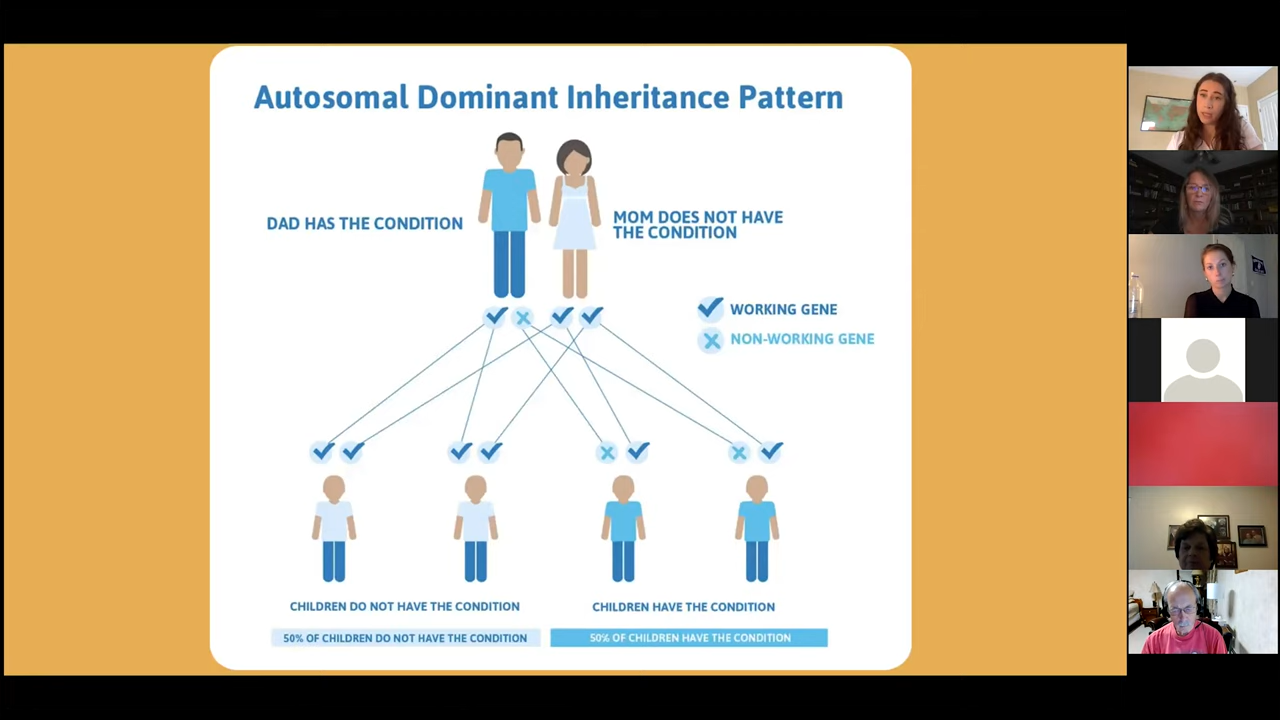 Autosomal Dominant Inheritance Pattern
DAD HAS THE CONDITION
MOM DOES NOT HAVE
THE CONDITION
WORKING GENE
NON-WORKING GENE
CHILDREN DO NOT HAVE THE CONDITION
CHILDREN HAVE THE CONDITION
50% OF CHILDREN DO NOT HAVE THE CONDITION
50% OF CHILDREN HAVE THE CONDITION